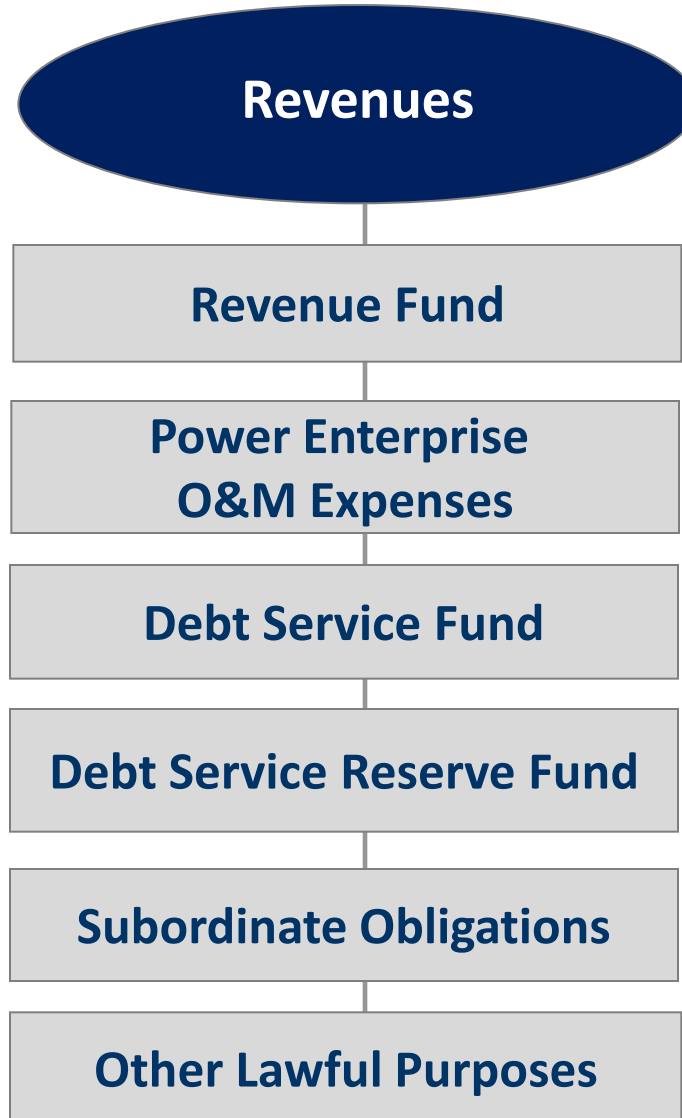 Revenues
Revenue Fund
Power Enterprise
O&M Expenses
Debt Service Fund
Debt Service Reserve Fund
Subordinate Obligations
Other Lawful Purposes